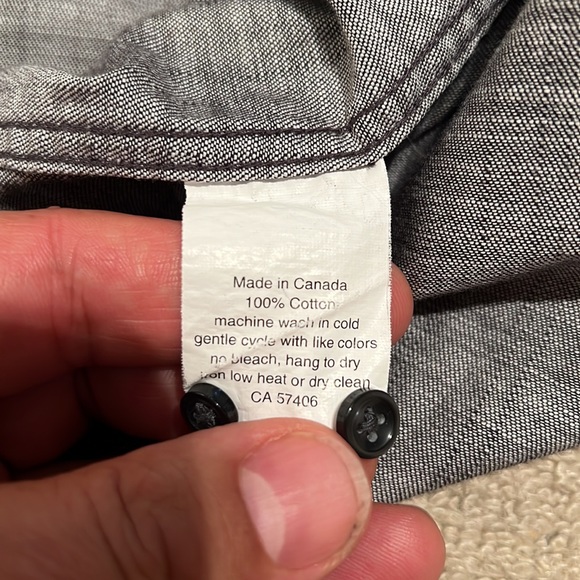 Made in Canada
100% Cotton
machine wash in cold
gentle cycle with like colors
no bleach, hang to dry
iron low heat or dry clean
CA 57406